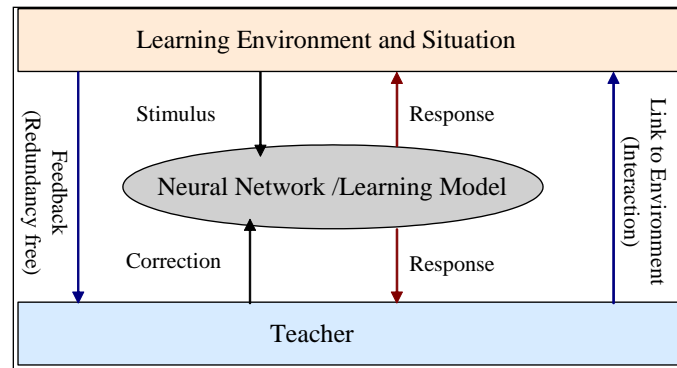 Learning Environment and Situation
Stimulus
Response
Feedback
(Redundancy free)
Link to Environment
(Interaction)
Neural Network /Learning Model
Correction
Response
Teacher